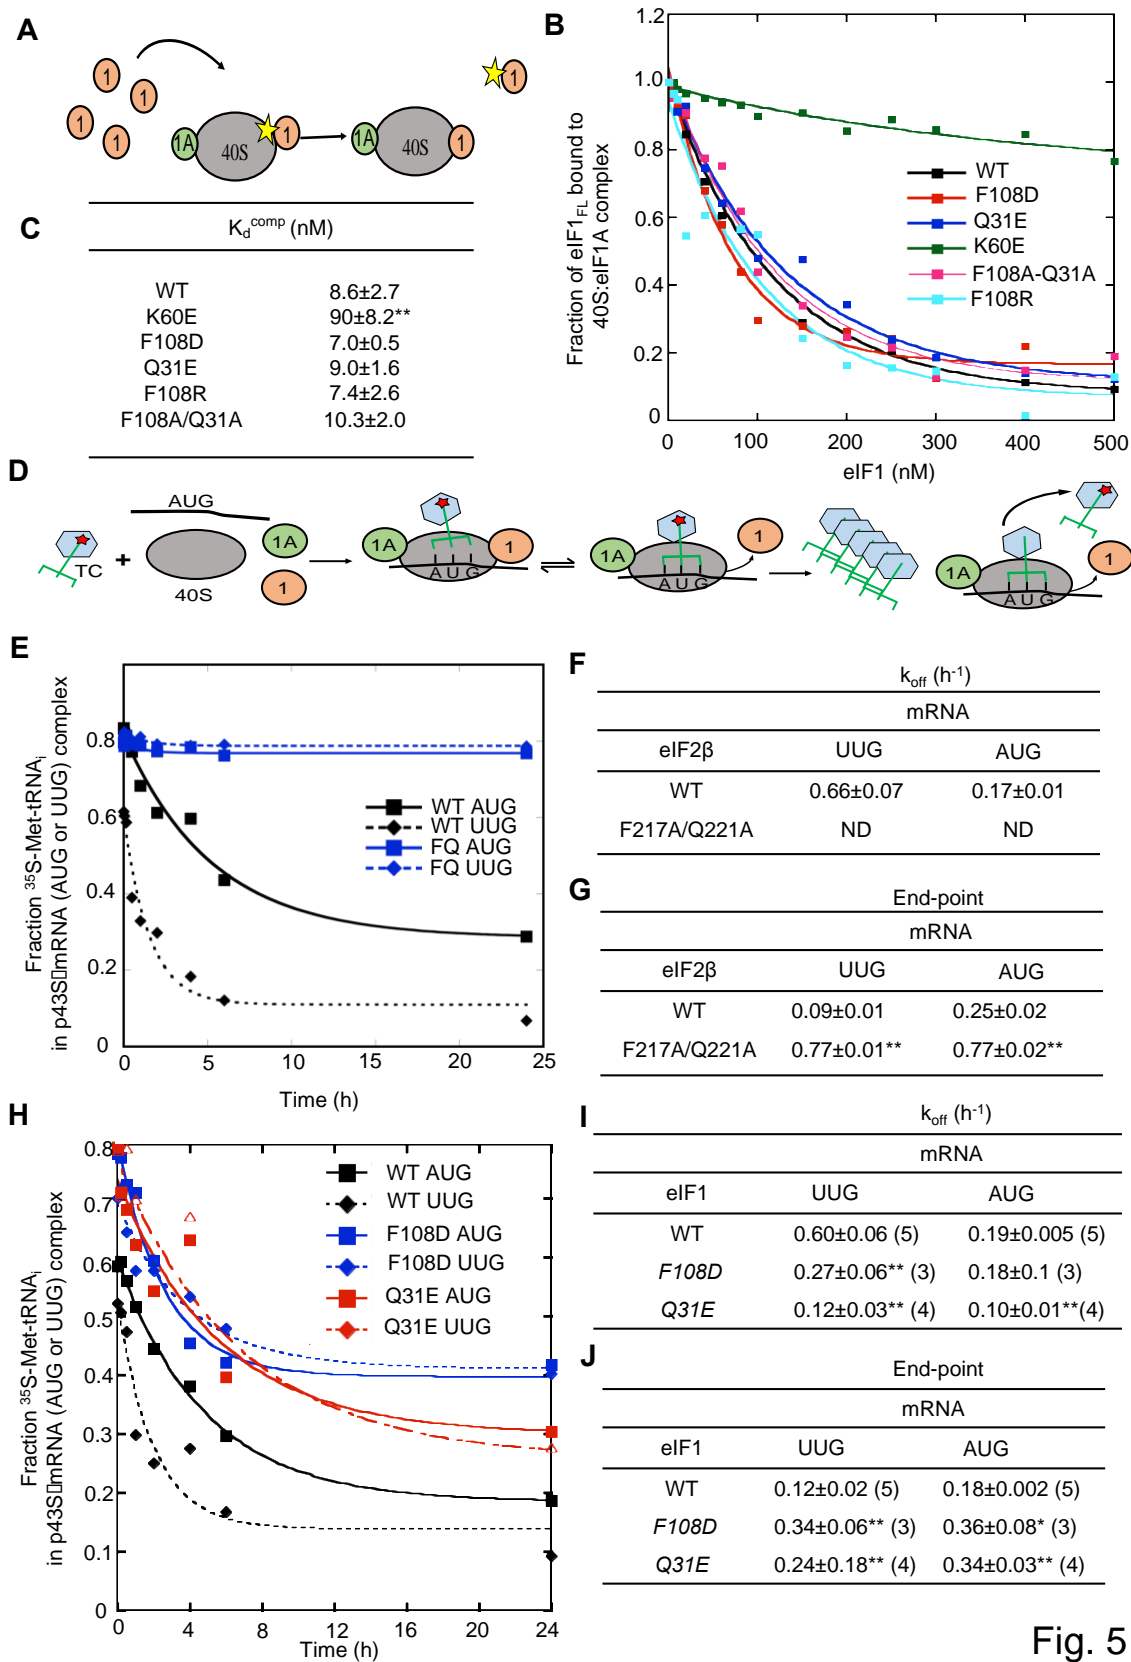 A
1
1
1
1
1
1A
40S
1
1A
40S
1
1
B
Fraction of eIF1FL bound to
40S:eIF1A complex
1.2
1.0
0.8
0.6
0.4
0.2
0
0 100 200 300 400 500
eIF1 (nM)
WT
F108D
Q31E
K60E
F108A-Q31A
F108R
C
Kd^comp (nM)
WT 8.6±2.7
K60E 90±8.2**
F108D 7.0±0.5
Q31E 9.0±1.6
F108R 7.4±2.6
F108A/Q31A 10.3±2.0
D
TC
+
AUG
40S
1A
1
1A
AUG
1
1A
AUG
1
1A
AUG
1
E
Fraction ³⁵S-Met-tRNAi
in p43S▯mRNA (AUG or UUG) complex
0.8
0.6
0.4
0.2
0
0 5 10 15 20 25
Time (h)
WT AUG
WT UUG
FQ AUG
FQ UUG
F
koff (h⁻¹)
mRNA
eIF2β UUG AUG
WT 0.66±0.07 0.17±0.01
F217A/Q221A ND ND
G
End-point
mRNA
eIF2β UUG AUG
WT 0.09±0.01 0.25±0.02
F217A/Q221A 0.77±0.01** 0.77±0.02**
H
Fraction ³⁵S-Met-tRNAi
in p43S▯mRNA (AUG or UUG) complex
0.8
0.7
0.6
0.5
0.4
0.3
0.2
0.1
0
0 4 8 12 16 20 24
Time (h)
WT AUG
WT UUG
F108D AUG
F108D UUG
Q31E AUG
Q31E UUG
I
koff (h⁻¹)
mRNA
eIF1 UUG AUG
WT 0.60±0.06 (5) 0.19±0.005 (5)
F108D 0.27±0.06** (3) 0.18±0.1 (3)
Q31E 0.12±0.03** (4) 0.10±0.01**(4)
J
End-point
mRNA
eIF1 UUG AUG
WT 0.12±0.02 (5) 0.18±0.002 (5)
F108D 0.34±0.06** (3) 0.36±0.08* (3)
Q31E 0.24±0.18** (4) 0.34±0.03** (4)
Fig. 5